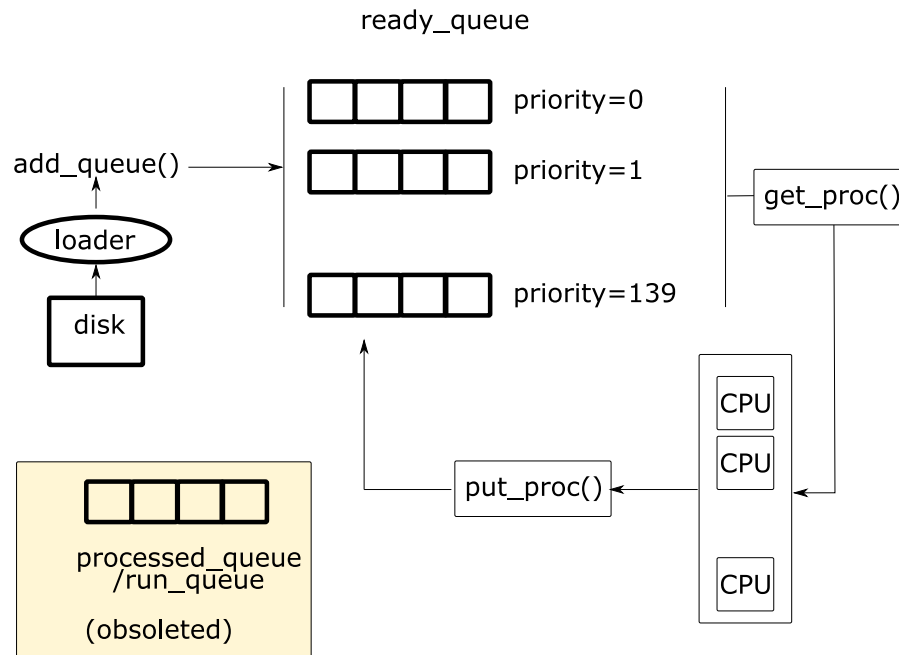 ready_queue
priority=0
add_queue()
priority=1
get_proc()
loader
priority=139
disk
CPU
CPU
put_proc()
CPU
processed_queue
/run_queue
(obsoleted)